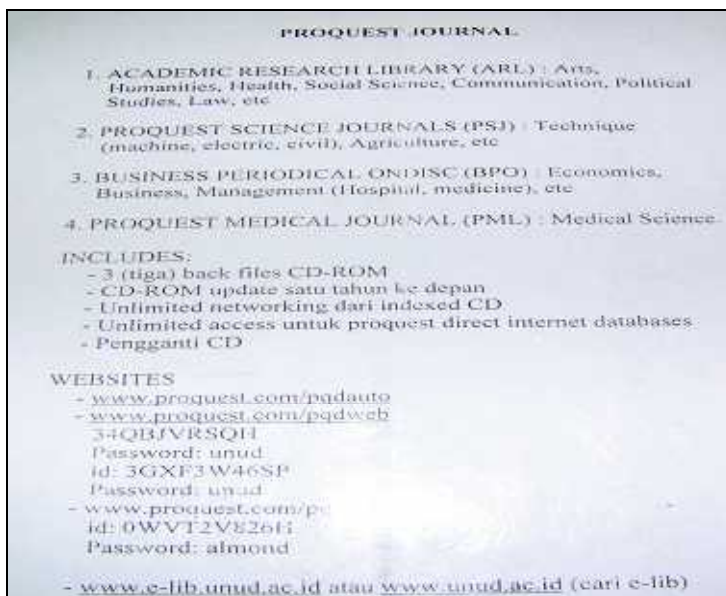 PROQUEST JOURNAL
1. ACADEMIC RESEARCH LIBRARY (ARL) : Arts,
Humanities, Health, Social Science, Communication, Political
Studies, Law, etc
2. PROQUEST SCIENCE JOURNALS (PSJ) : Technique
(machine, electric, civil), Agriculture, etc
3. BUSINESS PERIODICAL ONDISC (BPO) : Economics,
Business, Management (Hospital, medicine), etc
4. PROQUEST MEDICAL JOURNAL (PML) : Medical Science
INCLUDES:
- 3 (tiga) back files CD-ROM
- CD-ROM update satu tahun ke depan
- Unlimited networking dari indexed CD
- Unlimited access untuk proquest direct internet databases
- Pengganti CD
WEBSITES
- www.proquest.com/pqdauto
- www.proquest.com/pqdweb
34QBJVRSQH
Password: unud
id: 3GXF3W46SP
Password: unud
- www.proquest.com/
id: 0WVT2V826H
Password: almond
- www.e-lib.unud.ac.id atau www.unud.ac.id (cari e-lib)